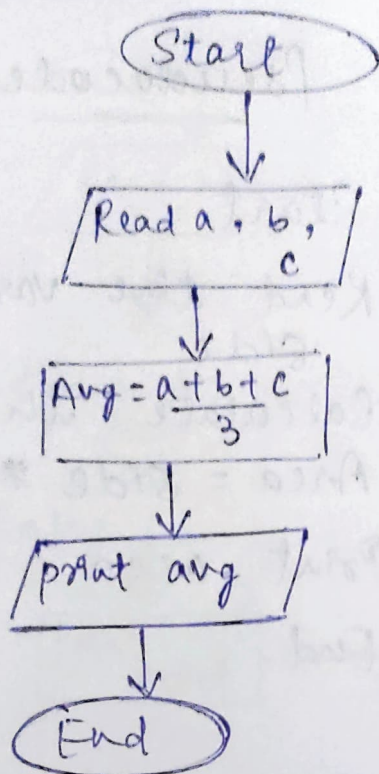 Start
Read a, b,
c
Avg = a + b + c
3
print avg
End